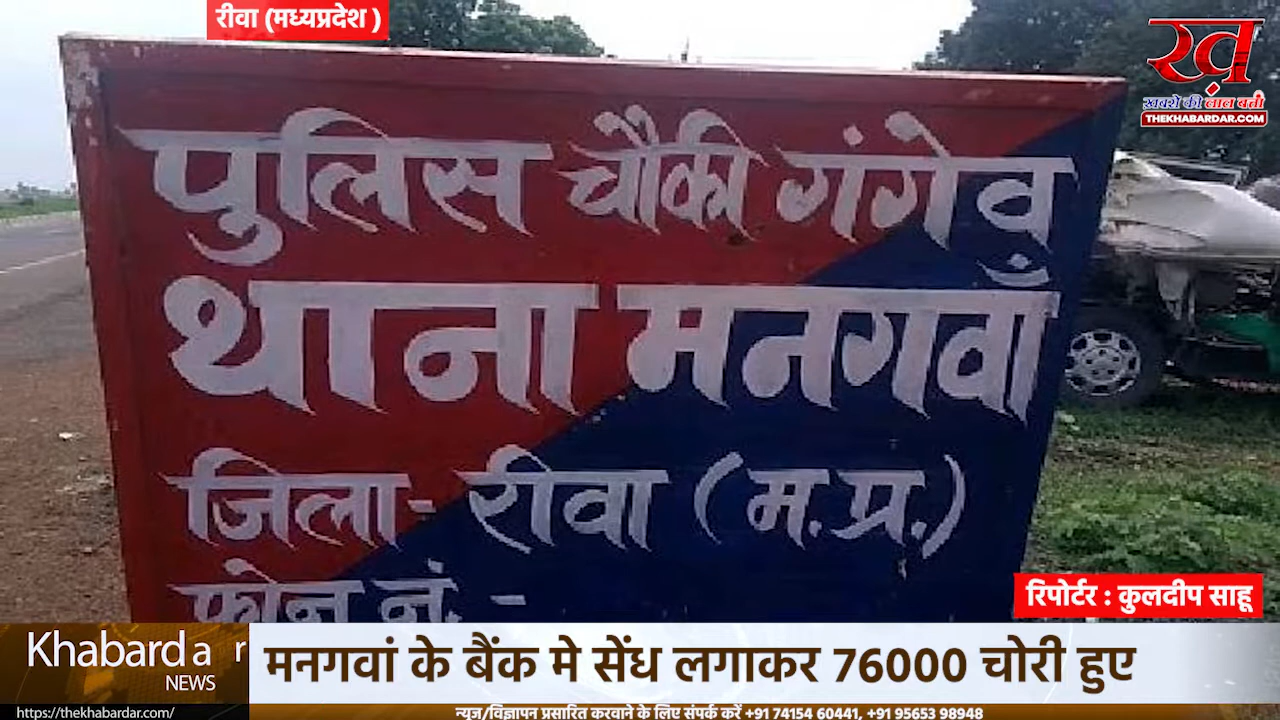 रीवा (मध्यप्रदेश )
ख़
ख़बरों की लाल बत्ती
THEKHABARDAR.COM
पुलिस चौकी गंगेव
थाना मनगवाँ
जिला - रीवा (म.प्र.)
फोन नं. -
रिपोर्टर : कुलदीप साहू
Khabardar
NEWS
मनगवां के बैंक मे सेंध लगाकर 76000 चोरी हुए
https://thekhabardar.com/
न्यूज/विज्ञापन प्रसारित करवाने के लिए संपर्क करें +91 74154 60441, +91 95653 98948